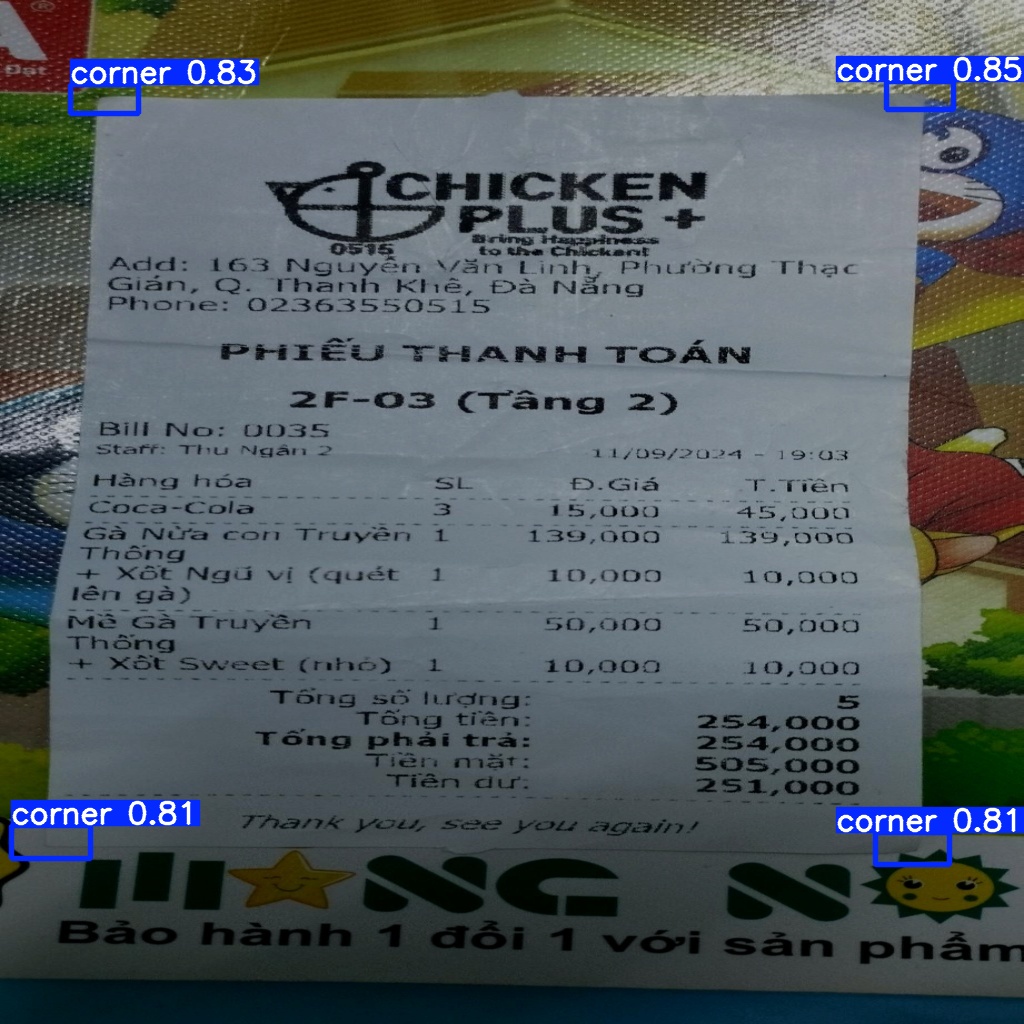 A®
Đạt
corner 0.83
corner 0.85
CHICKEN
PLUS +
0515
Bring Happiness
to the Chicken!
Add: 163 Nguyễn Văn Linh, Phường Thạc
Gián, Q. Thanh Khê, Đà Nẵng
Phone: 02363550515
PHIẾU THANH TOÁN
2F-03 (Tầng 2)
Bill No: 0035
Staff: Thu Ngân 2 11/09/2024 - 19:03
Hàng hóa SL Đ.Giá T.Tiền
Coca-Cola 3 15,000 45,000
Gà Nửa con Truyền 1 139,000 139,000
Thống
+ Xốt Ngũ vị (quét 1 10,000 10,000
lên gà)
Mề Gà Truyền 1 50,000 50,000
Thống
+ Xốt Sweet (nhỏ) 1 10,000 10,000
Tổng số lượng: 5
Tổng tiền: 254,000
Tổng phải trả: 254,000
Tiền mặt: 505,000
Tiền dư: 251,000
Thank you, see you again!
corner 0.81
corner 0.81
Bảo hành 1 đổi 1 với sản phẩm